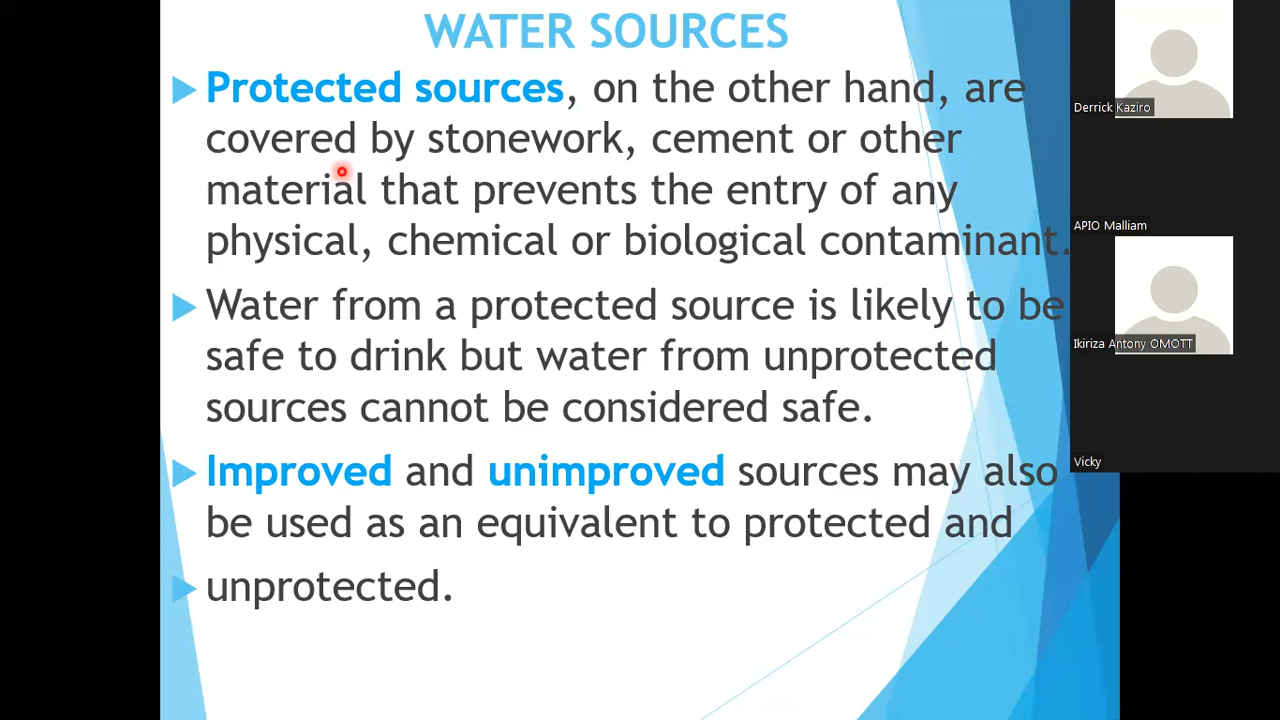 WATER SOURCES
Protected sources, on the other hand, are
covered by stonework, cement or other
material that prevents the entry of any
physical, chemical or biological contaminant.
Water from a protected source is likely to be
safe to drink but water from unprotected
sources cannot be considered safe.
Improved and unimproved sources may also
be used as an equivalent to protected and
unprotected.
Derrick Kaziro
APIO Malliam
Ikiriza Antony OMOTT
Vicky